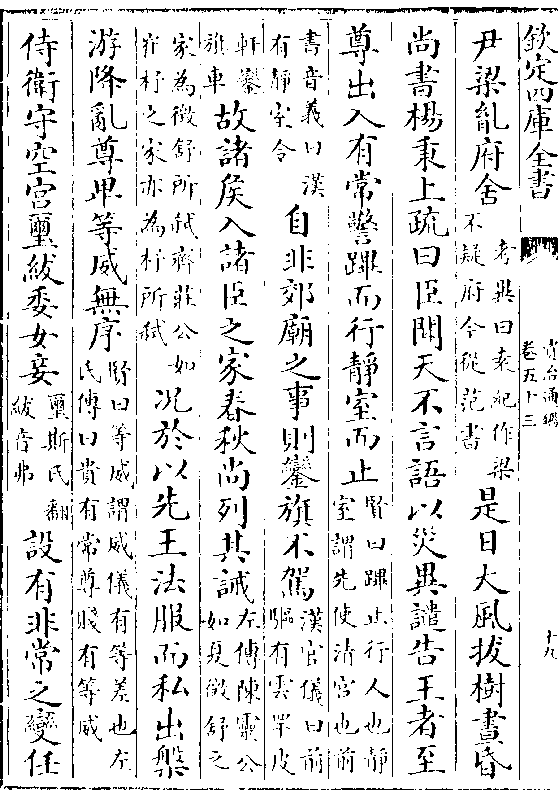 欽定四庫全書
資治通鑑
卷五十三
十九
尹梁胤府舍考異曰袁紀作梁不疑府今從范書是日大風拔樹晝昏
尚書楊秉上疏曰臣聞天不言語以災異譴告王者至
尊出入有常警蹕而行靜室而止賢曰蹕止行人也靜室謂先使清宮也前
書音義曰漢有靜室令自非郊廟之事則鑾旗不駕漢官儀曰前驅有雲罕皮
軒鑾旗車故諸侯入諸臣之家春秋尚列其誡左傳陳靈公如夏徵舒之
家為徵舒所弑齊莊公如崔杼之家亦為杼所弑况於以先王法服而私出槃
游降亂尊卑等威無序賢曰等威謂威儀有等差也左氏傳曰貴有常尊賤有等威
侍衛守空宮璽紱委女妾璽斯氏翻紱音弗設有非常之變任